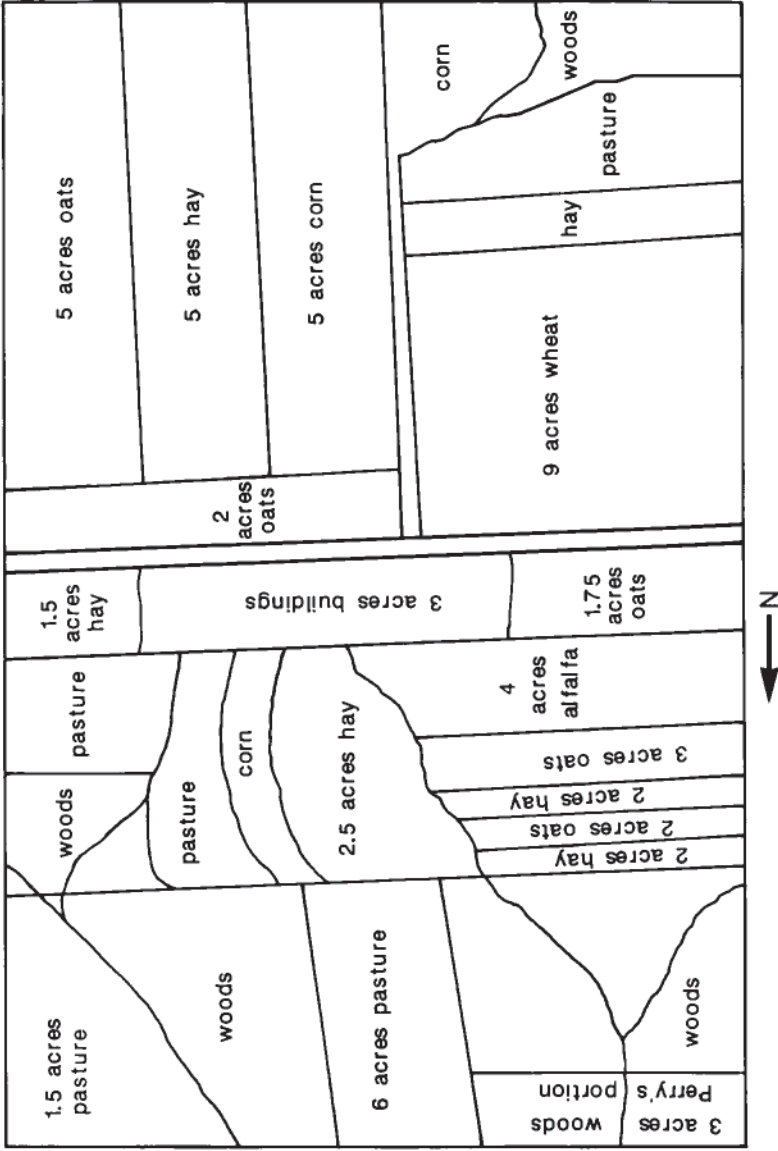 corn
woods
pasture
hay
5 acres oats
5 acres hay
5 acres corn
9 acres wheat
2
acres
oats
1.5
acres
hay
3 acres buildings
1.75
acres
oats
N
pasture
woods
pasture
corn
2.5 acres hay
4
acres
alfalfa
3 acres oats
2 acres hay
2 acres oats
2 acres hay
1.5 acres
pasture
woods
6 acres pasture
woods
3 acres woods
Perry's portion